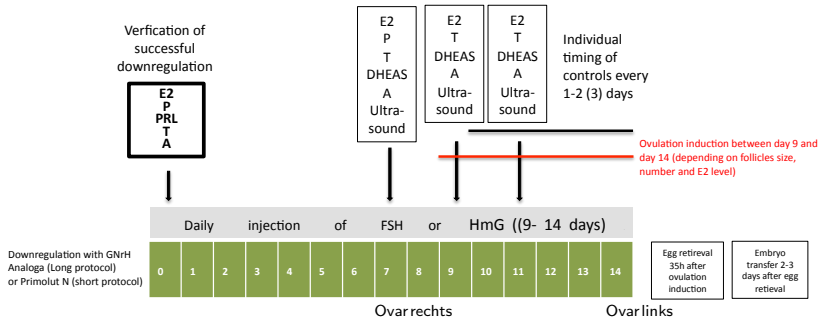 Verfication of
successful
downregulation
E2
P
PRL
T
A
E2
P
T
DHEAS
A
Ultra-
sound
E2
T
DHEAS
A
Ultra-
sound
E2
T
DHEAS
A
Ultra-
sound
Individual
timing of
controls every
1-2 (3) days
Ovulation induction between day 9 and
day 14 (depending on follicles size,
number and E2 level)
Daily injection of FSH or HmG ((9- 14 days)
Downregulation with GNrH
Analoga (Long protocol)
or Primolut N (short protocol)
0 1 2 3 4 5 6 7 8 9 10 11 12 13 14
Egg retireval
35h after
ovulation
induction
Embryo
transfer 2-3
days after egg
retieval
Ovar rechts
Ovar links